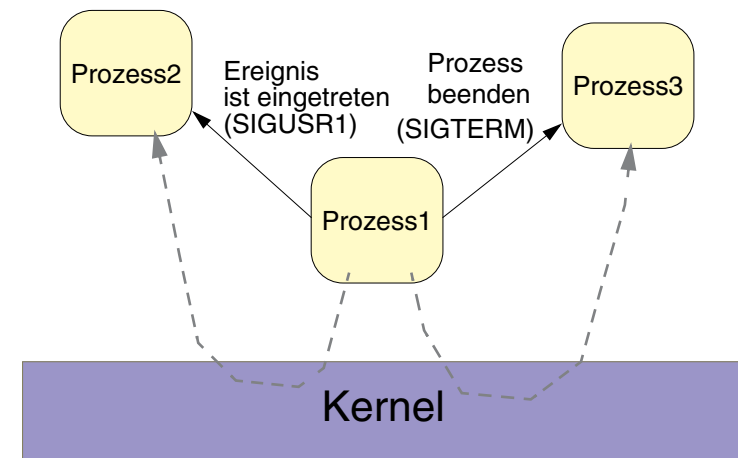 Prozess2
Ereignis
ist eingetreten
(SIGUSR1)
Prozess
beenden
(SIGTERM)
Prozess3
Prozess1
Kernel